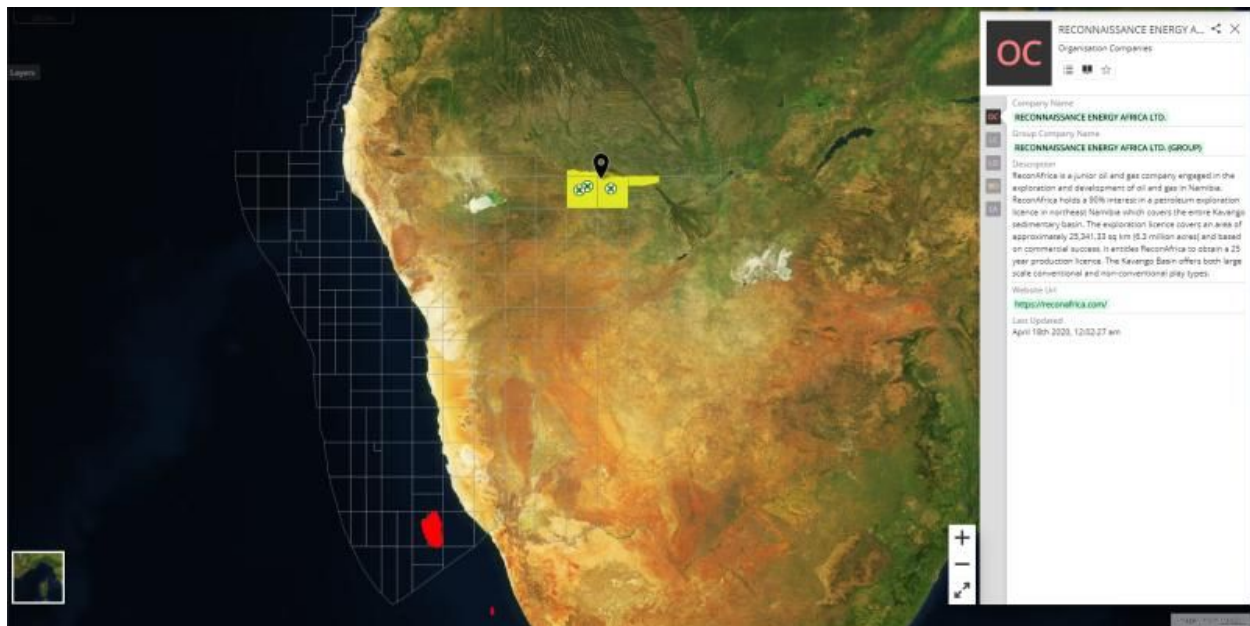 Layers
OC
RECONNAISSANCE ENERGY A...
Organisation Companies
OC
Company Name
RECONNAISSANCE ENERGY AFRICA LTD.
Group Company Name
RECONNAISSANCE ENERGY AFRICA LTD. (GROUP)
Description
ReconAfrica is a junior oil and gas company engaged in the
exploration and development of oil and gas in Namibia.
ReconAfrica holds a 90% interest in a petroleum exploration
licence in northeast Namibia which covers the entire Kavango
sedimentary basin. The exploration licence covers an area of
approximately 25,341.33 sq km (6.3 million acres) and based
on commercial success. It entitles ReconAfrica to obtain a 25
year production licence. The Kavango Basin offers both large
scale conventional and non-conventional play types.
Website Url
https://reconafrica.com/
Last Updated
April 18th 2020, 12:02:27 am